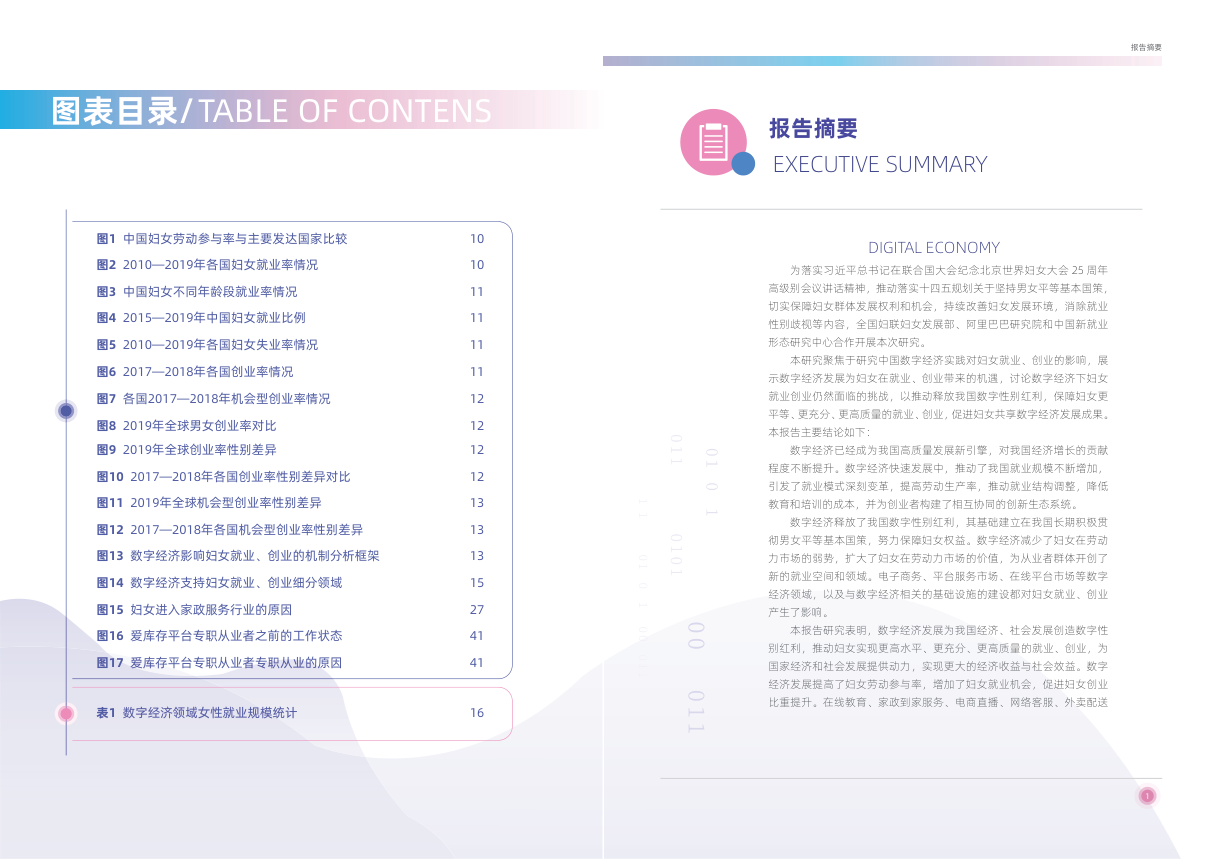 图表目录/TABLE OF CONTENS
图1 中国妇女劳动参与率与主要发达国家比较 10
图2 2010—2019年各国妇女就业率情况 10
图3 中国妇女不同年龄段就业率情况 11
图4 2015—2019年中国妇女就业比例 11
图5 2010—2019年各国妇女失业率情况 11
图6 2017—2018年各国创业率情况 11
图7 各国2017—2018年机会型创业率情况 12
图8 2019年全球男女创业率对比 12
图9 2019年全球创业率性别差异 12
图10 2017—2018年各国创业率性别差异对比 12
图11 2019年全球机会型创业率性别差异 13
图12 2017—2018年各国机会型创业率性别差异 13
图13 数字经济影响妇女就业、创业的机制分析框架 13
图14 数字经济支持妇女就业、创业细分领域 15
图15 妇女进入家政服务行业的原因 27
图16 爱库存平台专职从业者之前的工作状态 41
图17 爱库存平台专职从业者专职从业的原因 41
表1 数字经济领域女性就业规模统计 16
报告摘要
报告摘要
EXECUTIVE SUMMARY
DIGITAL ECONOMY
为落实习近平总书记在联合国大会纪念北京世界妇女大会 25 周年
高级别会议讲话精神，推动落实十四五规划关于坚持男女平等基本国策，
切实保障妇女群体发展权利和机会，持续改善妇女发展环境，消除就业
性别歧视等内容，全国妇联妇女发展部、阿里巴巴研究院和中国新就业
形态研究中心合作开展本次研究。
本研究聚焦于研究中国数字经济实践对妇女就业、创业的影响，展
示数字经济发展为妇女在就业、创业带来的机遇，讨论数字经济下妇女
就业创业仍然面临的挑战，以推动释放我国数字性别红利，保障妇女更
平等、更充分、更高质量的就业、创业，促进妇女共享数字经济发展成果。
本报告主要结论如下：
数字经济已经成为我国高质量发展新引擎，对我国经济增长的贡献
程度不断提升。数字经济快速发展中，推动了我国就业规模不断增加，
引发了就业模式深刻变革，提高劳动生产率，推动就业结构调整，降低
教育和培训的成本，并为创业者构建了相互协同的创新生态系统。
数字经济释放了我国数字性别红利，其基础建立在我国长期积极贯
彻男女平等基本国策，努力保障妇女权益。数字经济减少了妇女在劳动
力市场的弱势，扩大了妇女在劳动力市场的价值，为从业者群体开创了
新的就业空间和领域。电子商务、平台服务市场、在线平台市场等数字
经济领域，以及与数字经济相关的基础设施的建设都对妇女就业、创业
产生了影响。
本报告研究表明，数字经济发展为我国经济、社会发展创造数字性
别红利，推动妇女实现更高水平、更充分、更高质量的就业、创业，为
国家经济和社会发展提供动力，实现更大的经济收益与社会效益。数字
经济发展提高了妇女劳动参与率，增加了妇女就业机会，促进妇女创业
比重提升。在线教育、家政到家服务、电商直播、网络客服、外卖配送
011
01 0 1
0101
00
011
1